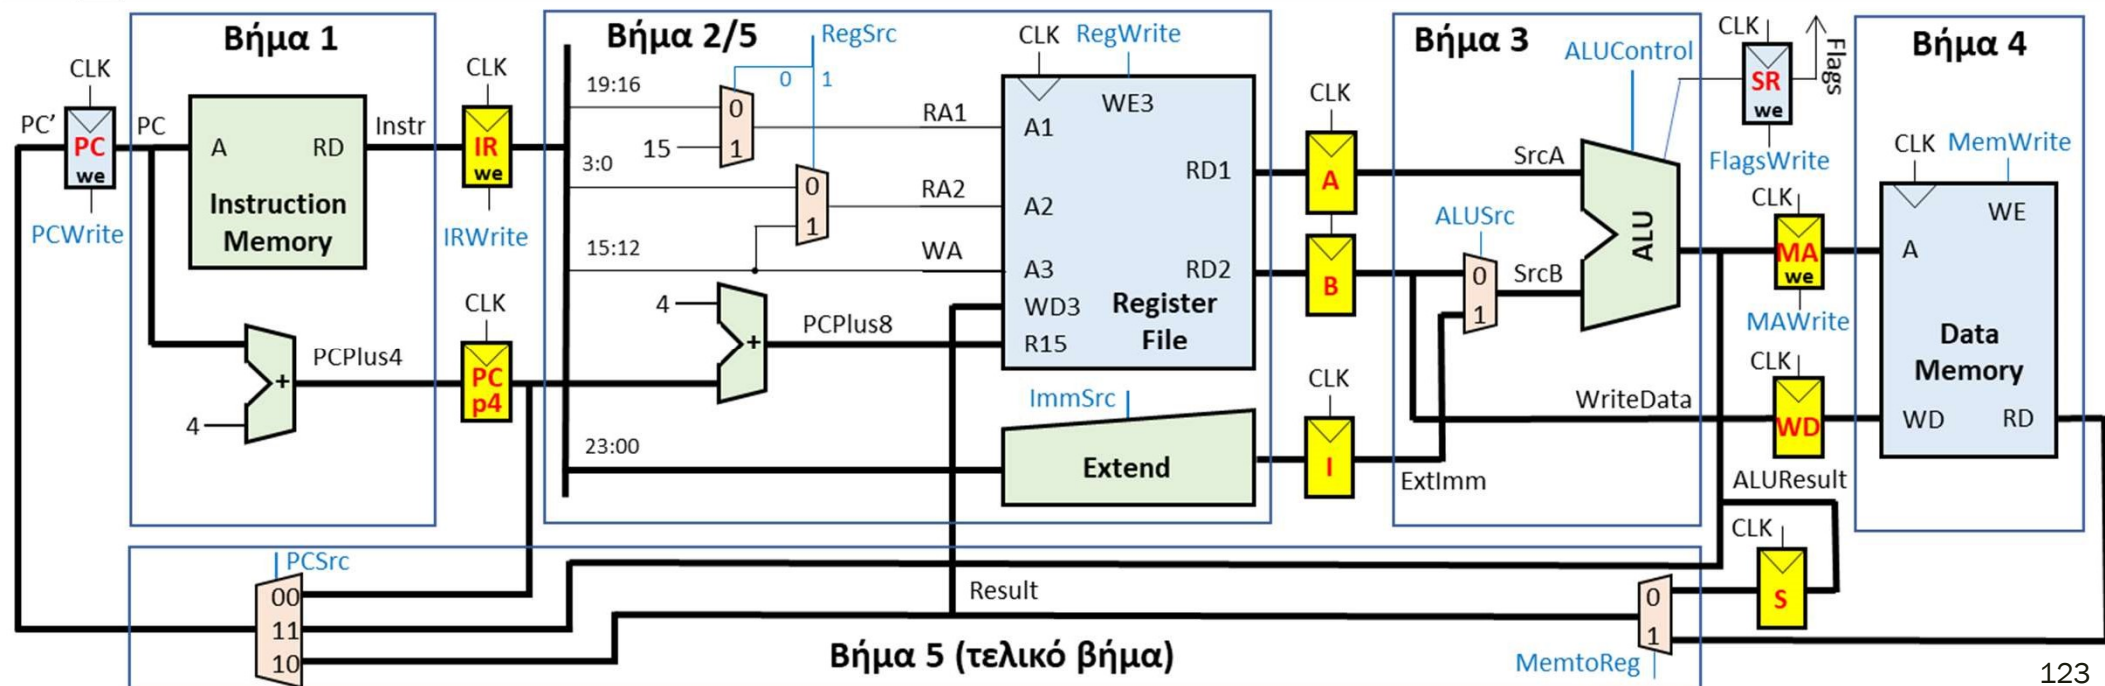 Βήμα 1
Βήμα 2/5
Βήμα 3
Βήμα 4
CLK
PC'
PC
PC
we
PCWrite
A
RD
Instruction
Memory
Instr
CLK
IR
we
IRWrite
PCPlus4
+
4
CLK
PC
p4
19:16
15
3:0
15:12
23:00
RegSrc
0
1
0
1
0
1
RA1
RA2
WA
4
+
PCPlus8
CLK
RegWrite
WE3
A1
A2
A3
WD3
R15
RD1
RD2
Register
File
ImmSrc
Extend
CLK
A
B
CLK
I
ExtImm
ALUSrc
0
1
SrcA
SrcB
ALUControl
ALU
WriteData
CLK
SR
we
Flags
FlagsWrite
CLK
MA
we
MAWrite
CLK
WD
CLK
MemWrite
A
WE
Data
Memory
WD
RD
ALUResult
CLK
S
PCSrc
00
11
10
Result
0
1
MemtoReg
Βήμα 5 (τελικό βήμα)
123